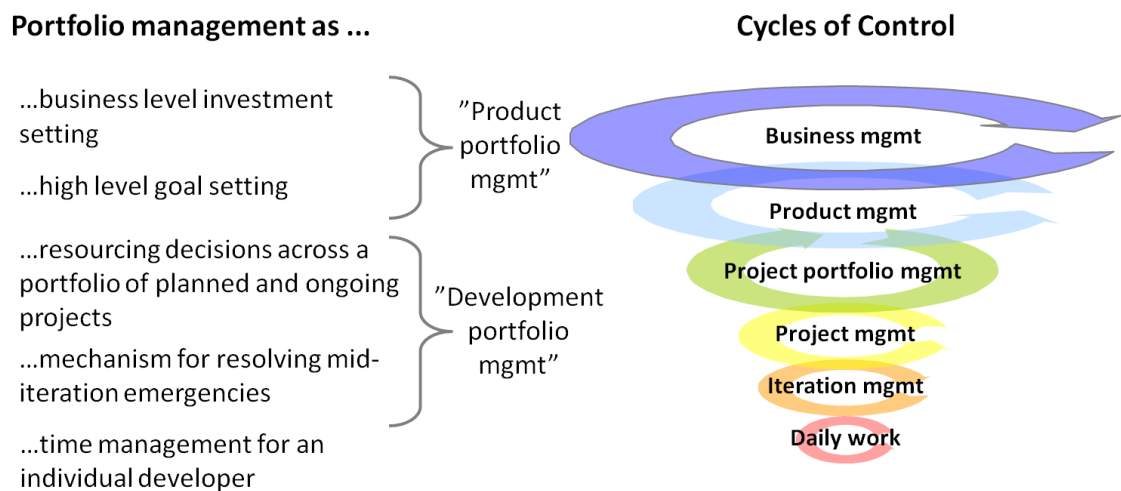 Portfolio management as ...
...business level investment
setting
...high level goal setting
...resourcing decisions across a
portfolio of planned and ongoing
projects
...mechanism for resolving mid-
iteration emergencies
...time management for an
individual developer
”Product
portfolio
mgmt”
”Development
portfolio
mgmt”
Cycles of Control
Business mgmt
Product mgmt
Project portfolio mgmt
Project mgmt
Iteration mgmt
Daily work